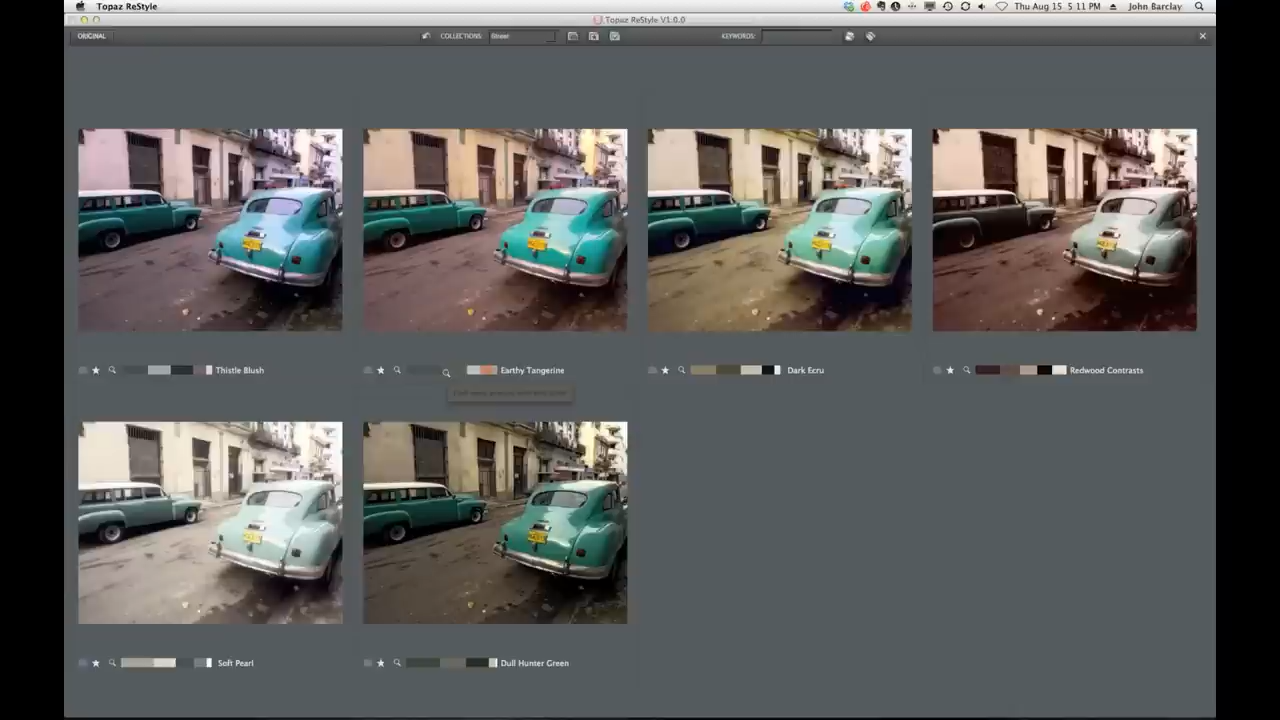 Topaz ReStyle
Thu Aug 15 5:11 PM
John Barclay
Topaz ReStyle V1.0.0
ORIGINAL
COLLECTIONS:
Street
KEYWORDS:
Thistle Blush
Earthy Tangerine
Dark Ecru
Redwood Contrasts
Soft Pearl
Dull Hunter Green